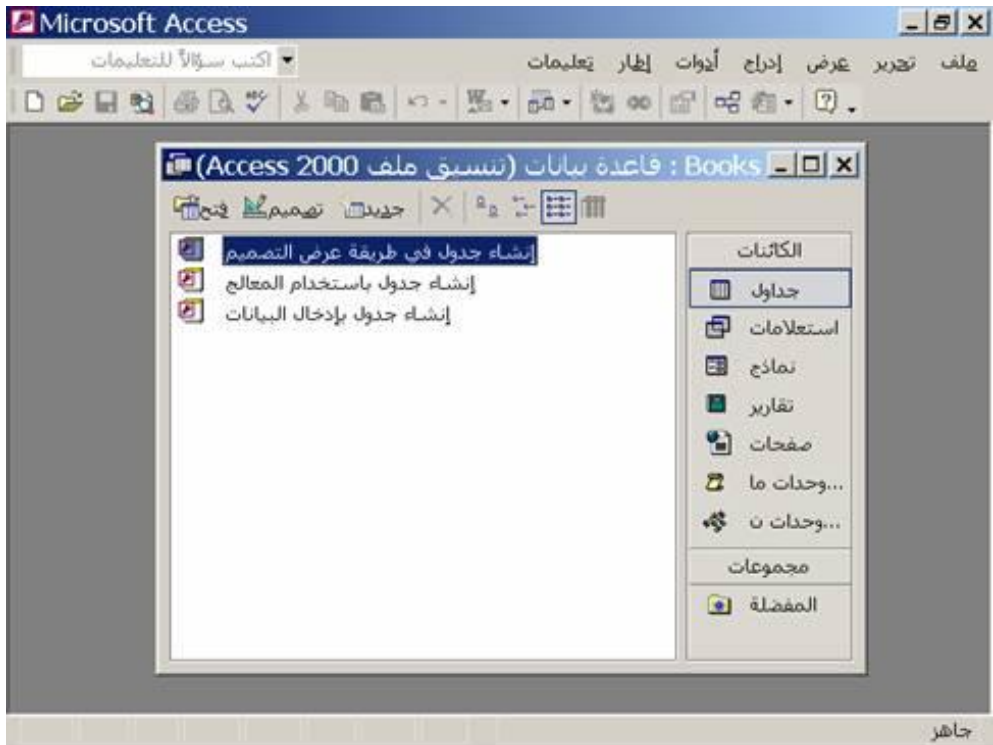 Microsoft Access
ملف تحرير عرض إدراج أدوات إطار تعليمات
اكتب سؤالاً للتعليمات
Books : قاعدة بيانات (تنسيق ملف Access 2000)
فتح تصميم جديد
الكائنات
جداول
استعلامات
نماذج
تقارير
صفحات
وحدات ما...
وحدات ن...
مجموعات
المفضلة
إنشاء جدول في طريقة عرض التصميم
إنشاء جدول باستخدام المعالج
إنشاء جدول بإدخال البيانات
جاهز